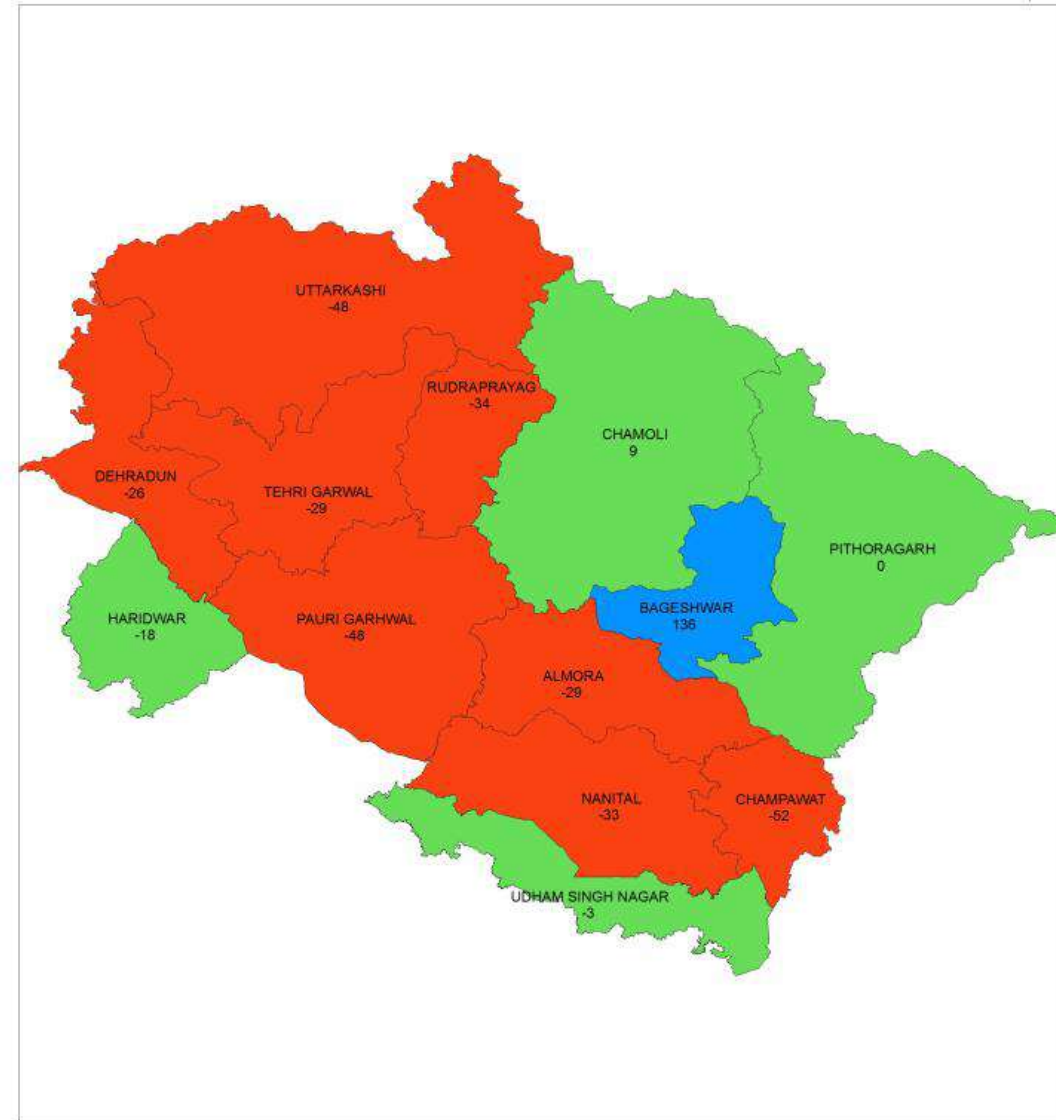 UTTARKASHI
-48
RUDRAPRAYAG
-34
CHAMOLI
9
DEHRADUN
-26
TEHRI GARWAL
-29
PITHORAGARH
0
HARIDWAR
-18
PAURI GARHWAL
-48
BAGESHWAR
136
ALMORA
-29
NANITAL
-33
CHAMPAWAT
-52
UDHAM SINGH NAGAR
-3